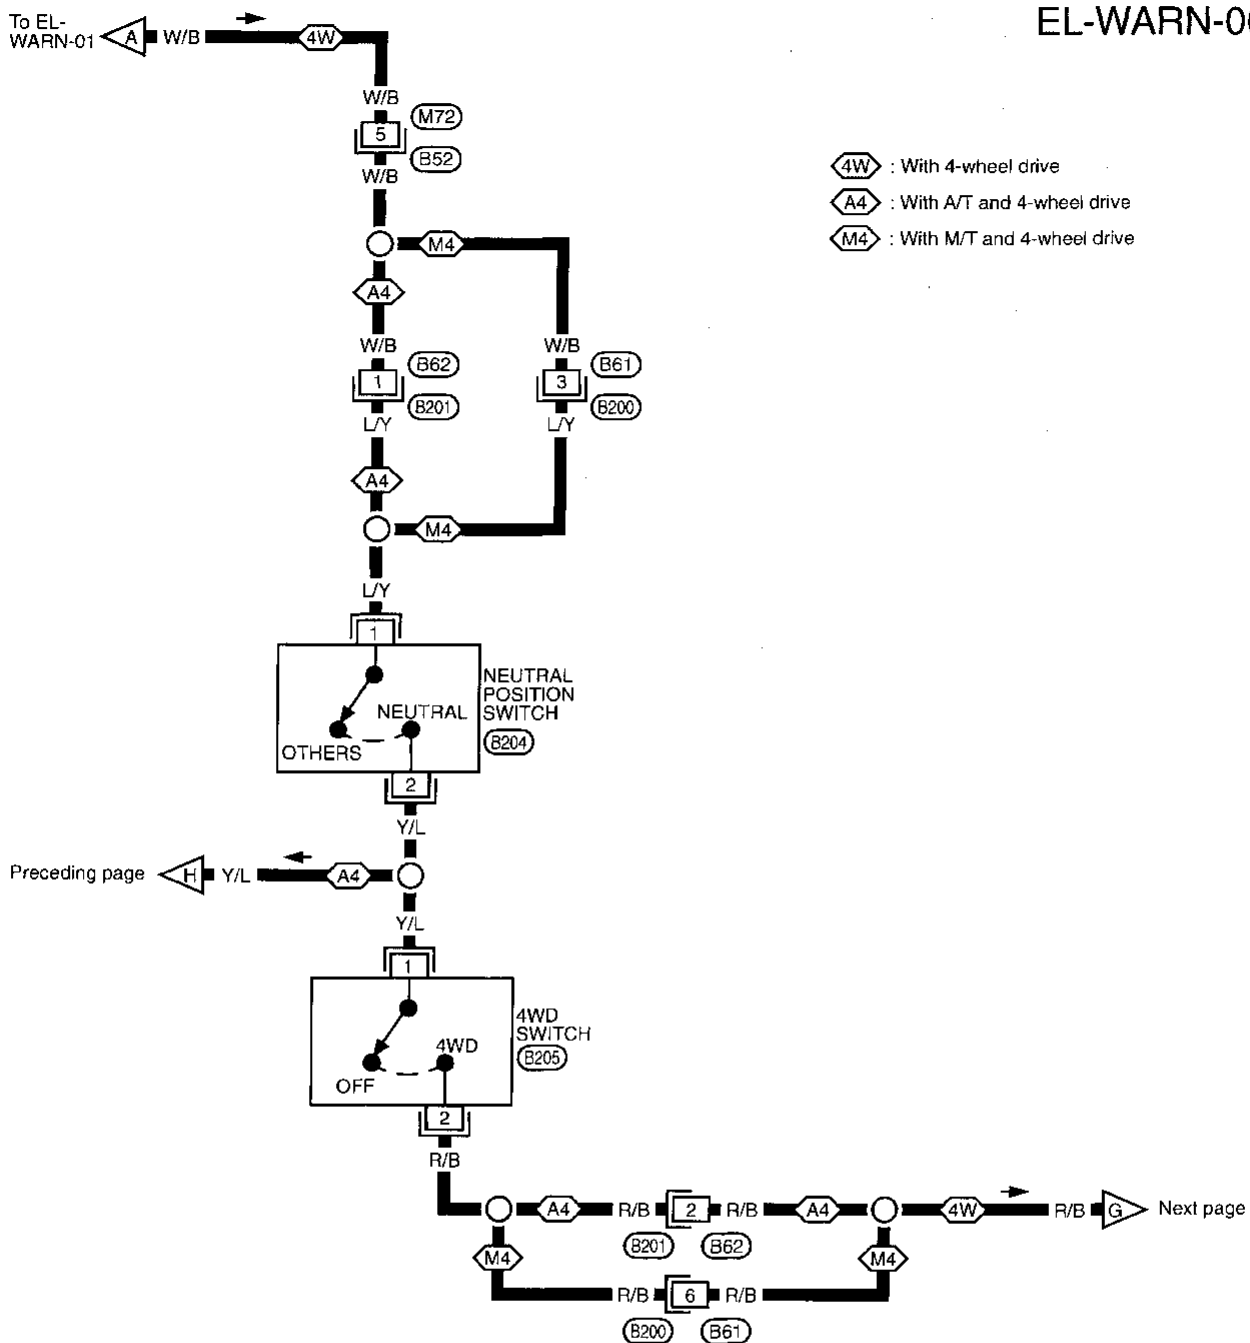 EL-WARN-0
To EL-
WARN-01
A
W/B
4W
W/B
M72
5
B52
W/B
4W : With 4-wheel drive
A4 : With A/T and 4-wheel drive
M4 : With M/T and 4-wheel drive
M4
A4
W/B
W/B
B62
B61
1
3
B201
B200
L/Y
L/Y
A4
M4
L/Y
1
NEUTRAL
POSITION
SWITCH
NEUTRAL
OTHERS
B204
2
Y/L
Preceding page
H
Y/L
A4
Y/L
1
4WD
SWITCH
4WD
B205
OFF
2
R/B
A4
R/B
2
R/B
A4
4W
R/B
G
Next page
B201
B62
M4
M4
R/B
6
R/B
B200
B61